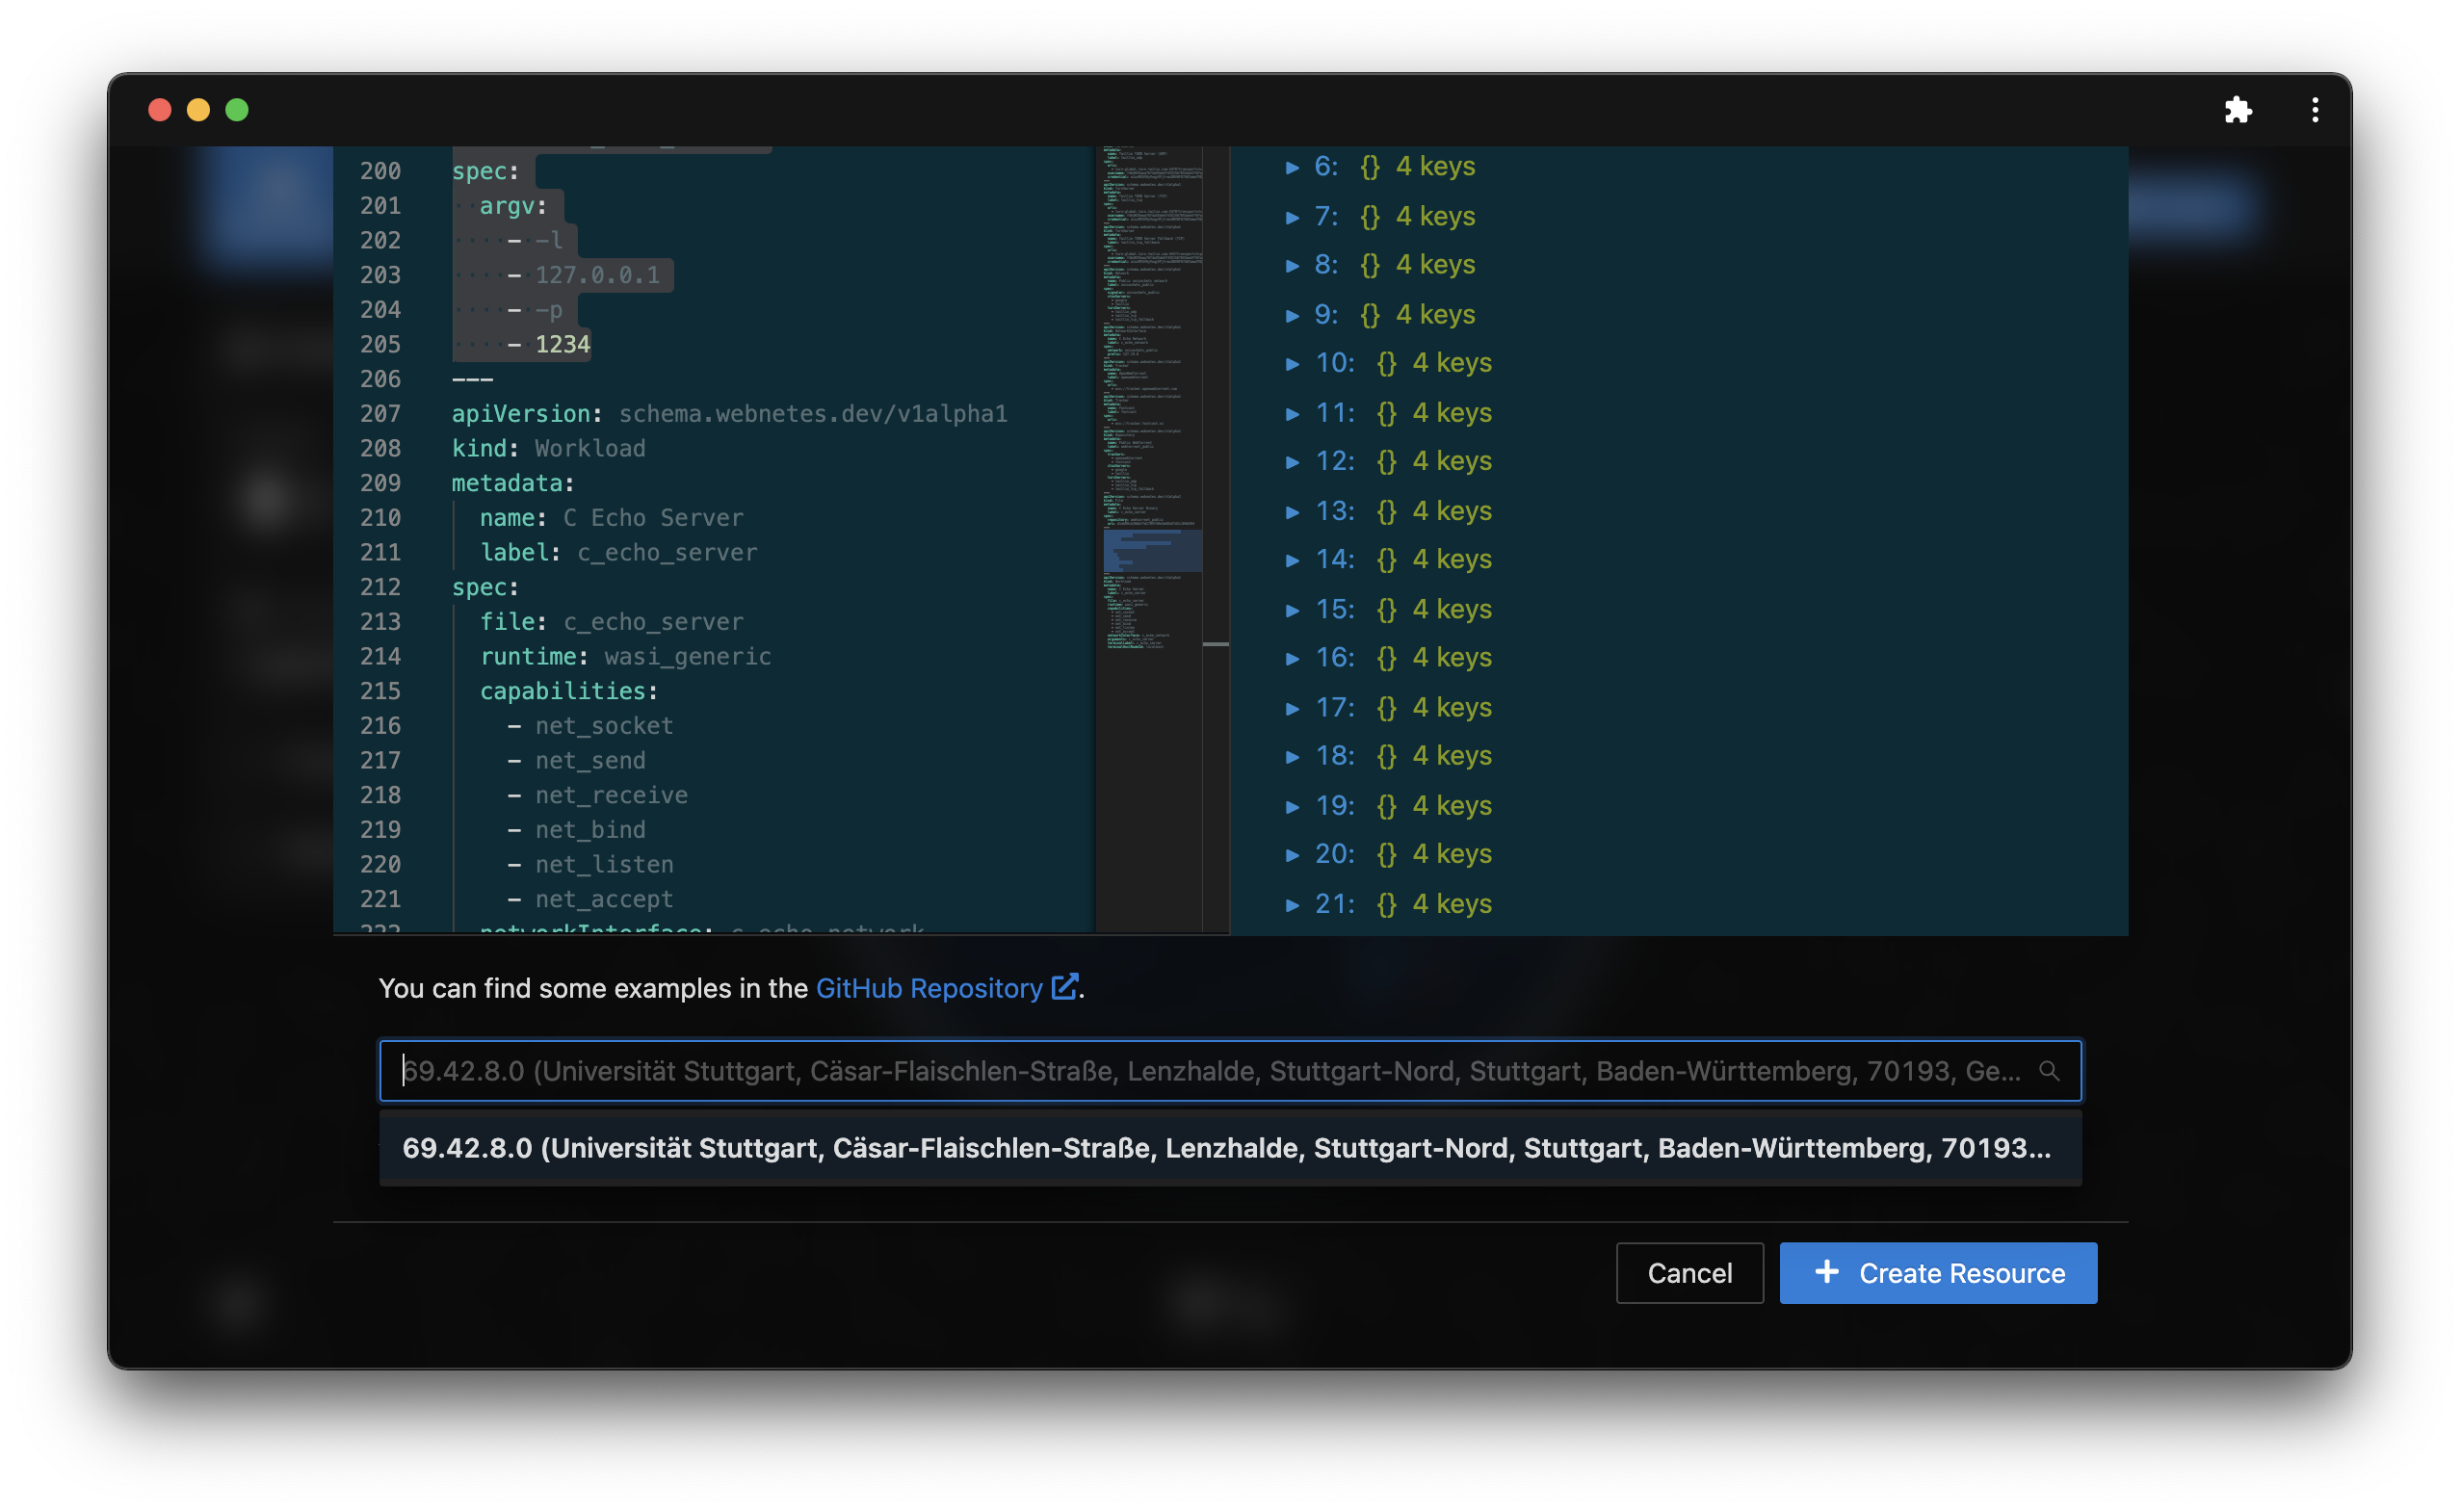 200 spec:
201 argv:
202 - -l
203 - 127.0.0.1
204 - -p
205 - 1234
206 ---
207 apiVersion: schema.webnetes.dev/v1alpha1
208 kind: Workload
209 metadata:
210 name: C Echo Server
211 label: c_echo_server
212 spec:
213 file: c_echo_server
214 runtime: wasi_generic
215 capabilities:
216 - net_socket
217 - net_send
218 - net_receive
219 - net_bind
220 - net_listen
221 - net_accept
222 networkInterface: c_echo_network
6: {} 4 keys
7: {} 4 keys
8: {} 4 keys
9: {} 4 keys
10: {} 4 keys
11: {} 4 keys
12: {} 4 keys
13: {} 4 keys
14: {} 4 keys
15: {} 4 keys
16: {} 4 keys
17: {} 4 keys
18: {} 4 keys
19: {} 4 keys
20: {} 4 keys
21: {} 4 keys
You can find some examples in the GitHub Repository.
69.42.8.0 (Universität Stuttgart, Cäsar-Flaischlen-Straße, Lenzhalde, Stuttgart-Nord, Stuttgart, Baden-Württemberg, 70193, Ge...
69.42.8.0 (Universität Stuttgart, Cäsar-Flaischlen-Straße, Lenzhalde, Stuttgart-Nord, Stuttgart, Baden-Württemberg, 70193...
Cancel
+ Create Resource